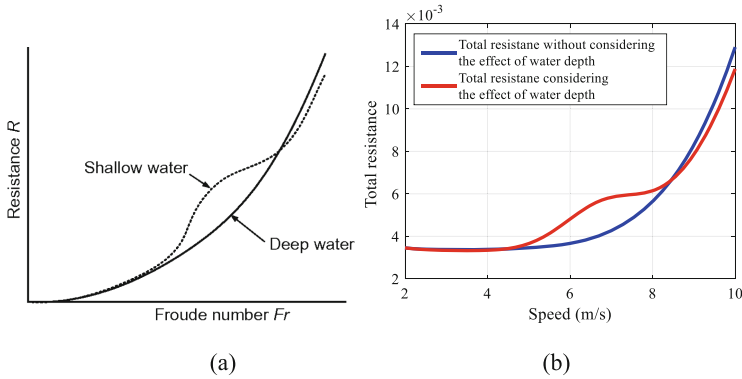 Resistance R
Shallow water
Deep water
Froude number Fr
(a)
×10⁻³
14
12
10
8
6
4
2
Total resistance
Total resistane without considering
the effect of water depth
Total resistane considering
the effect of water depth
2
4
6
8
10
Speed (m/s)
(b)